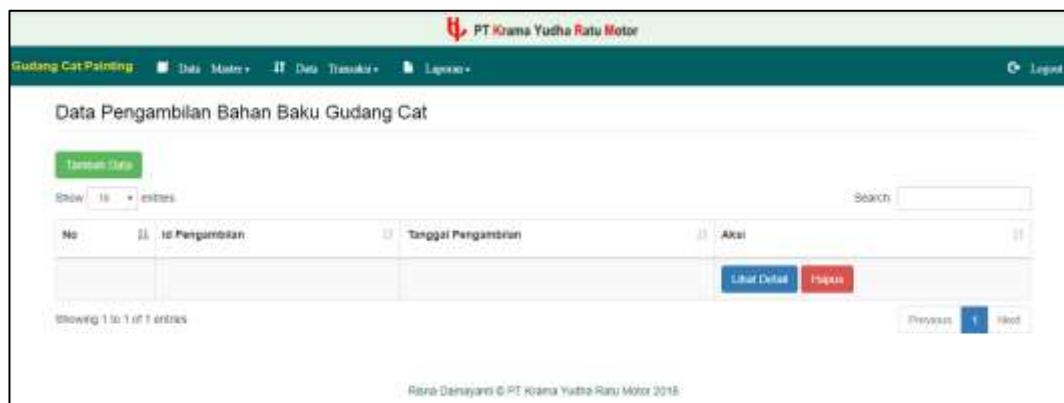 PT Krama Yudha Ratu Motor
Gudang Cat Painting Data Master Data Transaksi Laporan Logout
Data Pengambilan Bahan Baku Gudang Cat
Tambah Data
Show 10 entries Search
No Id Pengambilan Tanggal Pengambilan Aksi
Lihat Detail Hapus
Showing 1 to 1 of 1 entries Previous 1 Next
Risna Damayanti © PT Krama Yudha Ratu Motor 2018